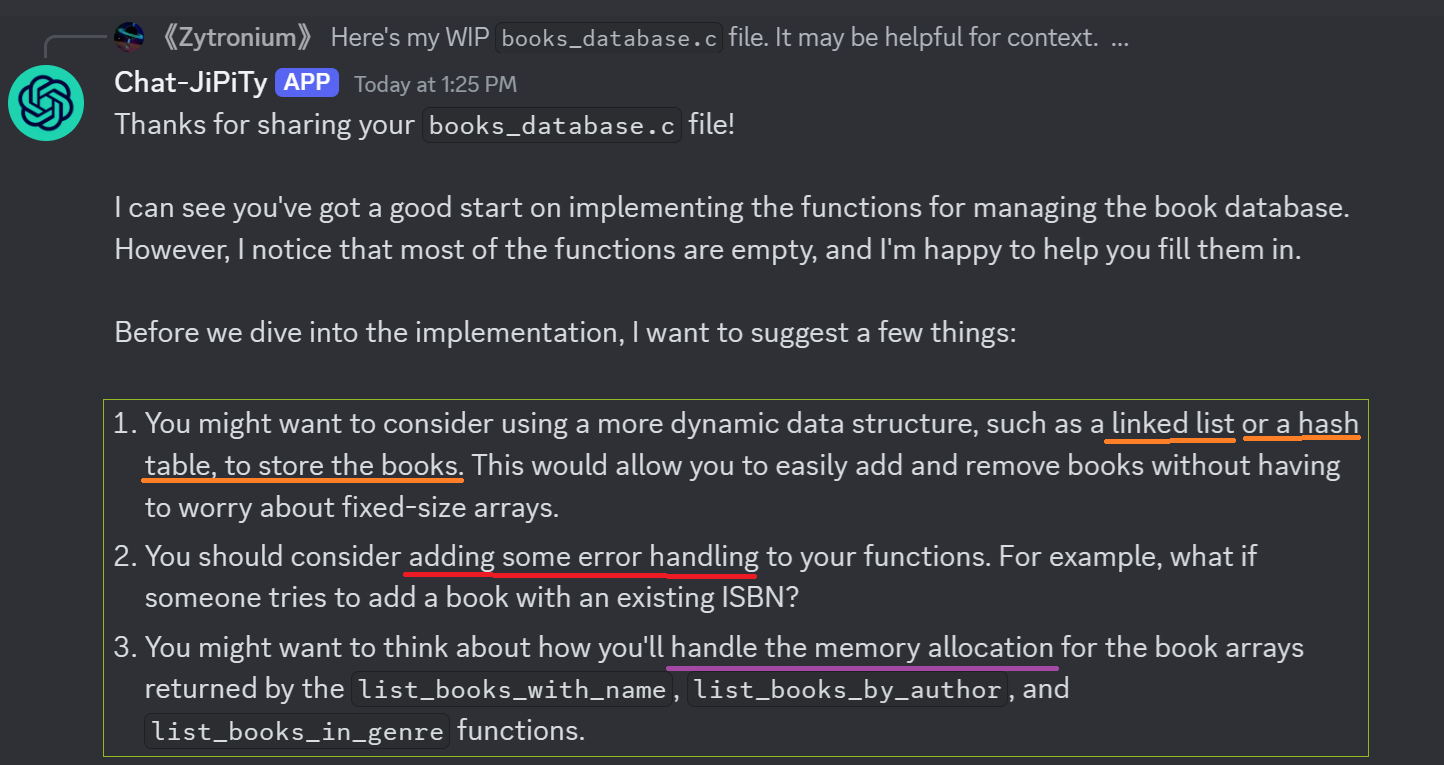 《Zytronium》 Here's my WIP books_database.c file. It may be helpful for context. ...
Chat-JiPiTy APP Today at 1:25 PM
Thanks for sharing your books_database.c file!
I can see you've got a good start on implementing the functions for managing the book database.
However, I notice that most of the functions are empty, and I'm happy to help you fill them in.
Before we dive into the implementation, I want to suggest a few things:
1. You might want to consider using a more dynamic data structure, such as a linked list or a hash
table, to store the books. This would allow you to easily add and remove books without having
to worry about fixed-size arrays.
2. You should consider adding some error handling to your functions. For example, what if
someone tries to add a book with an existing ISBN?
3. You might want to think about how you'll handle the memory allocation for the book arrays
returned by the list_books_with_name, list_books_by_author, and
list_books_in_genre functions.